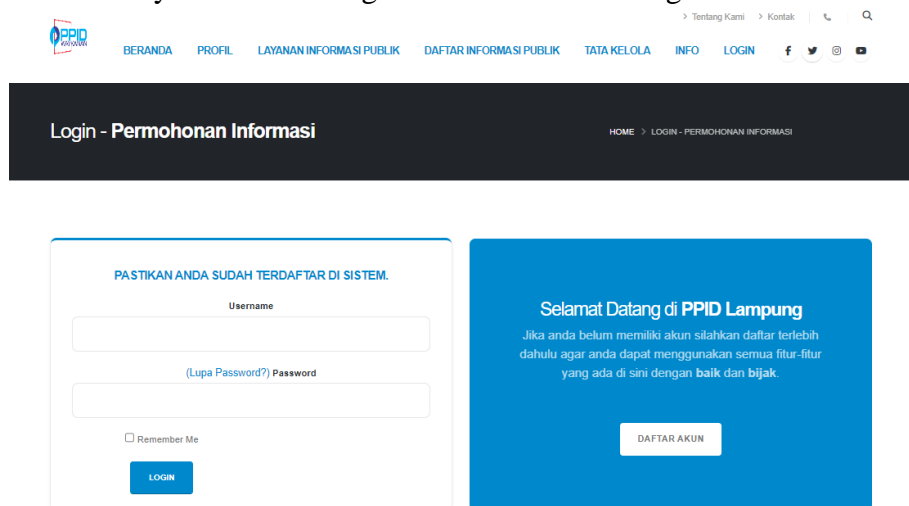 Tentang Kami > Kontak
PPID
BERANDA PROFIL LAYANAN INFORMASI PUBLIK DAFTAR INFORMASI PUBLIK TATA KELOLA INFO LOGIN
Login - Permohonan Informasi
HOME > LOGIN - PERMOHONAN INFORMASI
PASTIKAN ANDA SUDAH TERDAFTAR DI SISTEM.
Username
(Lupa Password?) Password
Remember Me
LOGIN
Selamat Datang di PPID Lampung
Jika anda belum memiliki akun silahkan daftar terlebih
dahulu agar anda dapat menggunakan semua fitur-fitur
yang ada di sini dengan baik dan bijak.
DAFTAR AKUN